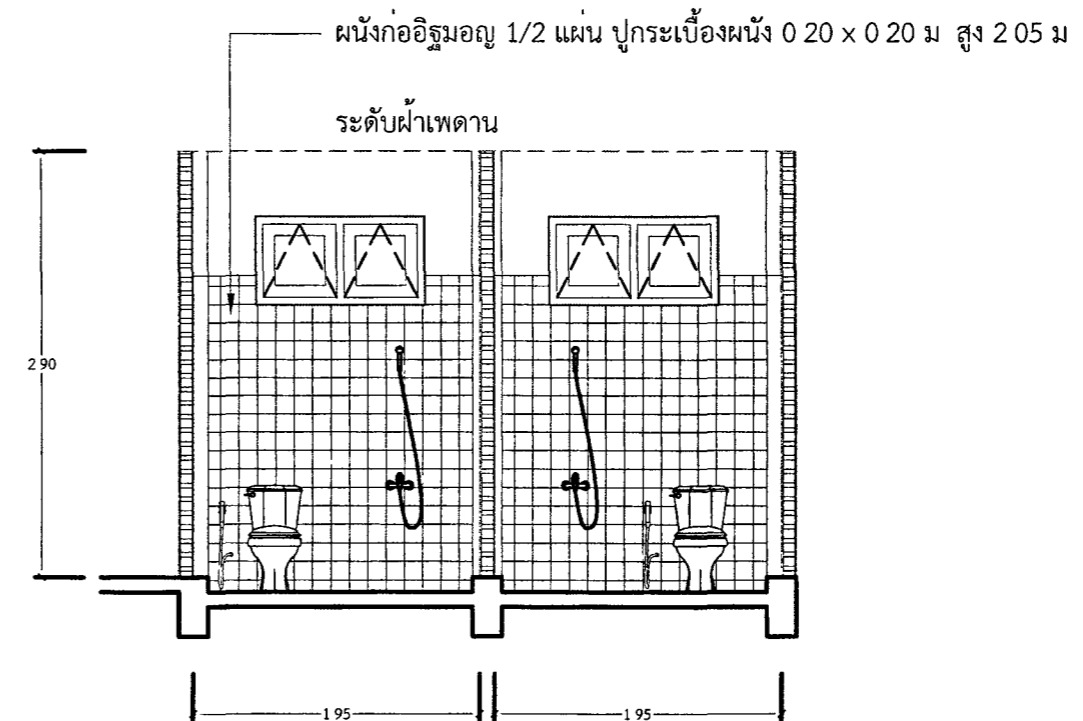 ผนังก่ออิฐมอญ 1/2 แผ่น ปูกระเบื้องผนัง 0 20 x 0 20 ม สูง 2 05 ม
ระดับฝ้าเพดาน
2 90
1 95
1 95